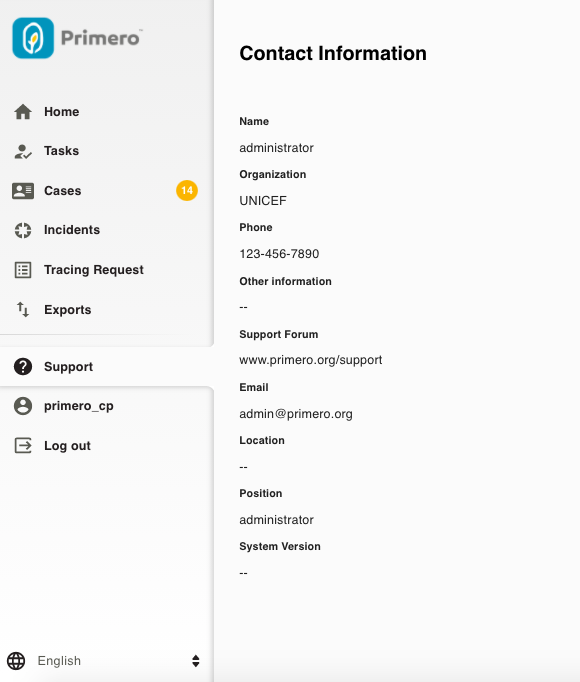 Primero™
Home
Tasks
Cases
14
Incidents
Tracing Request
Exports
Support
primero_cp
Log out
English
Contact Information
Name
administrator
Organization
UNICEF
Phone
123-456-7890
Other information
--
Support Forum
www.primero.org/support
Email
admin@primero.org
Location
--
Position
administrator
System Version
--